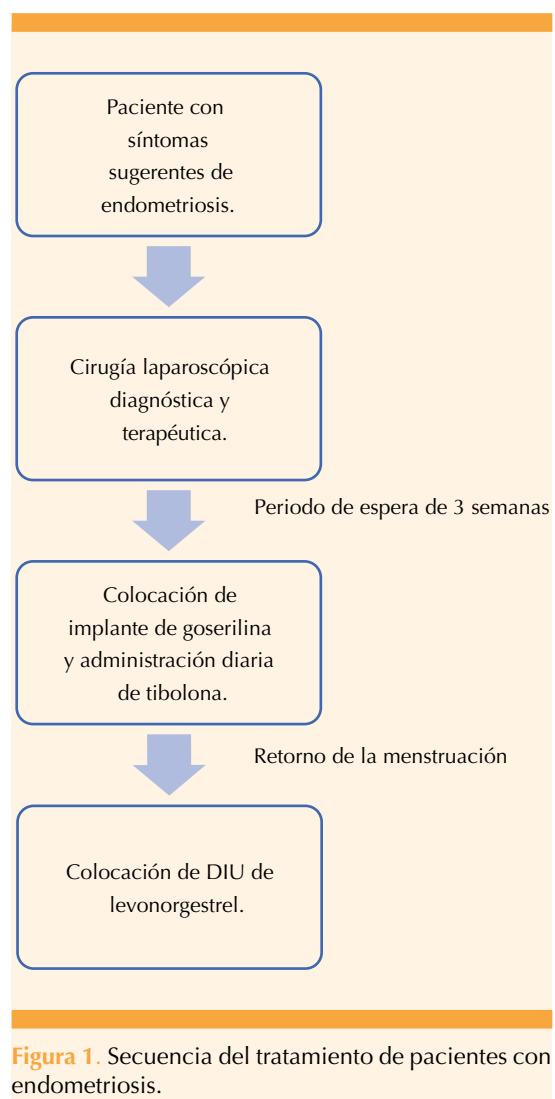 Paciente con
síntomas
sugerentes de
endometriosis.
Cirugía laparoscópica
diagnóstica y
terapéutica.
Periodo de espera de 3 semanas
Colocación de
implante de goserilina
y administración diaria
de tibolona.
Retorno de la menstruación
Colocación de DIU de
levonorgestrel.
Figura 1. Secuencia del tratamiento de pacientes con
endometriosis.